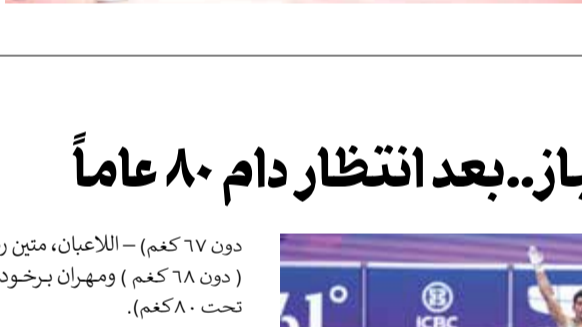 ..بعد انتظار دام ٨٠ عاماً
دون ٦٧ كغم) – اللاعبان، متين
( دون ٦٨ كغم ) ومهران برخود
تحت ٨٠ كغم).
61°
ICBC